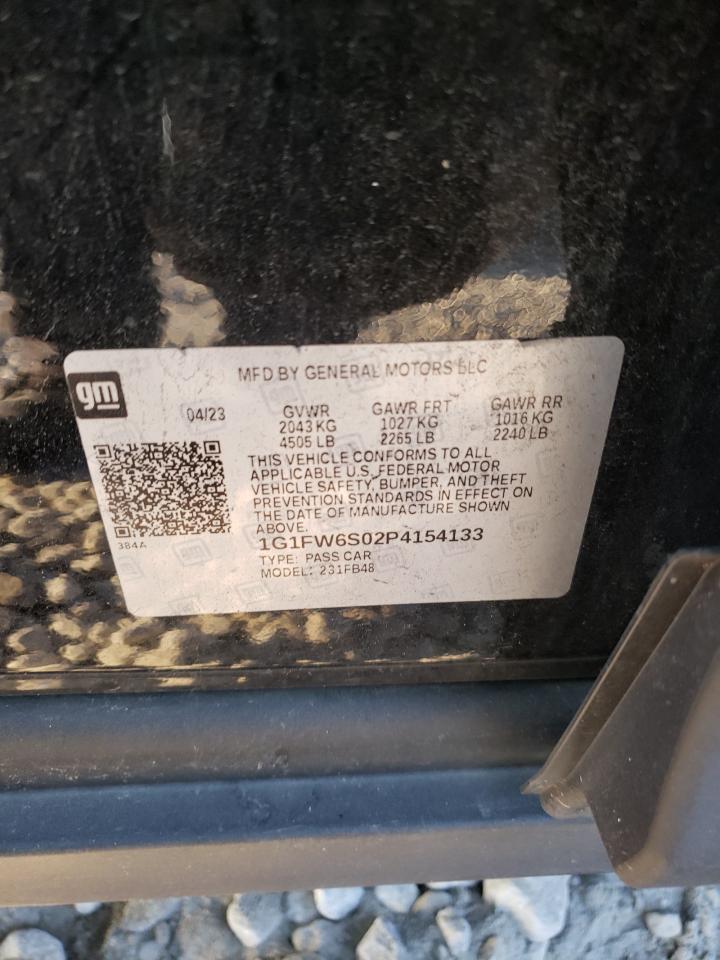 gm
MFD BY GENERAL MOTORS LLC
04/23
GVWR
2043 KG
4505 LB
GAWR FRT
1027 KG
2265 LB
GAWR RR
1016 KG
2240 LB
THIS VEHICLE CONFORMS TO ALL
APPLICABLE U.S. FEDERAL MOTOR
VEHICLE SAFETY, BUMPER, AND THEFT
PREVENTION STANDARDS IN EFFECT ON
THE DATE OF MANUFACTURE SHOWN
ABOVE.
384A
1G1FW6S02P4154133
TYPE: PASS CAR
MODEL: 231FB48